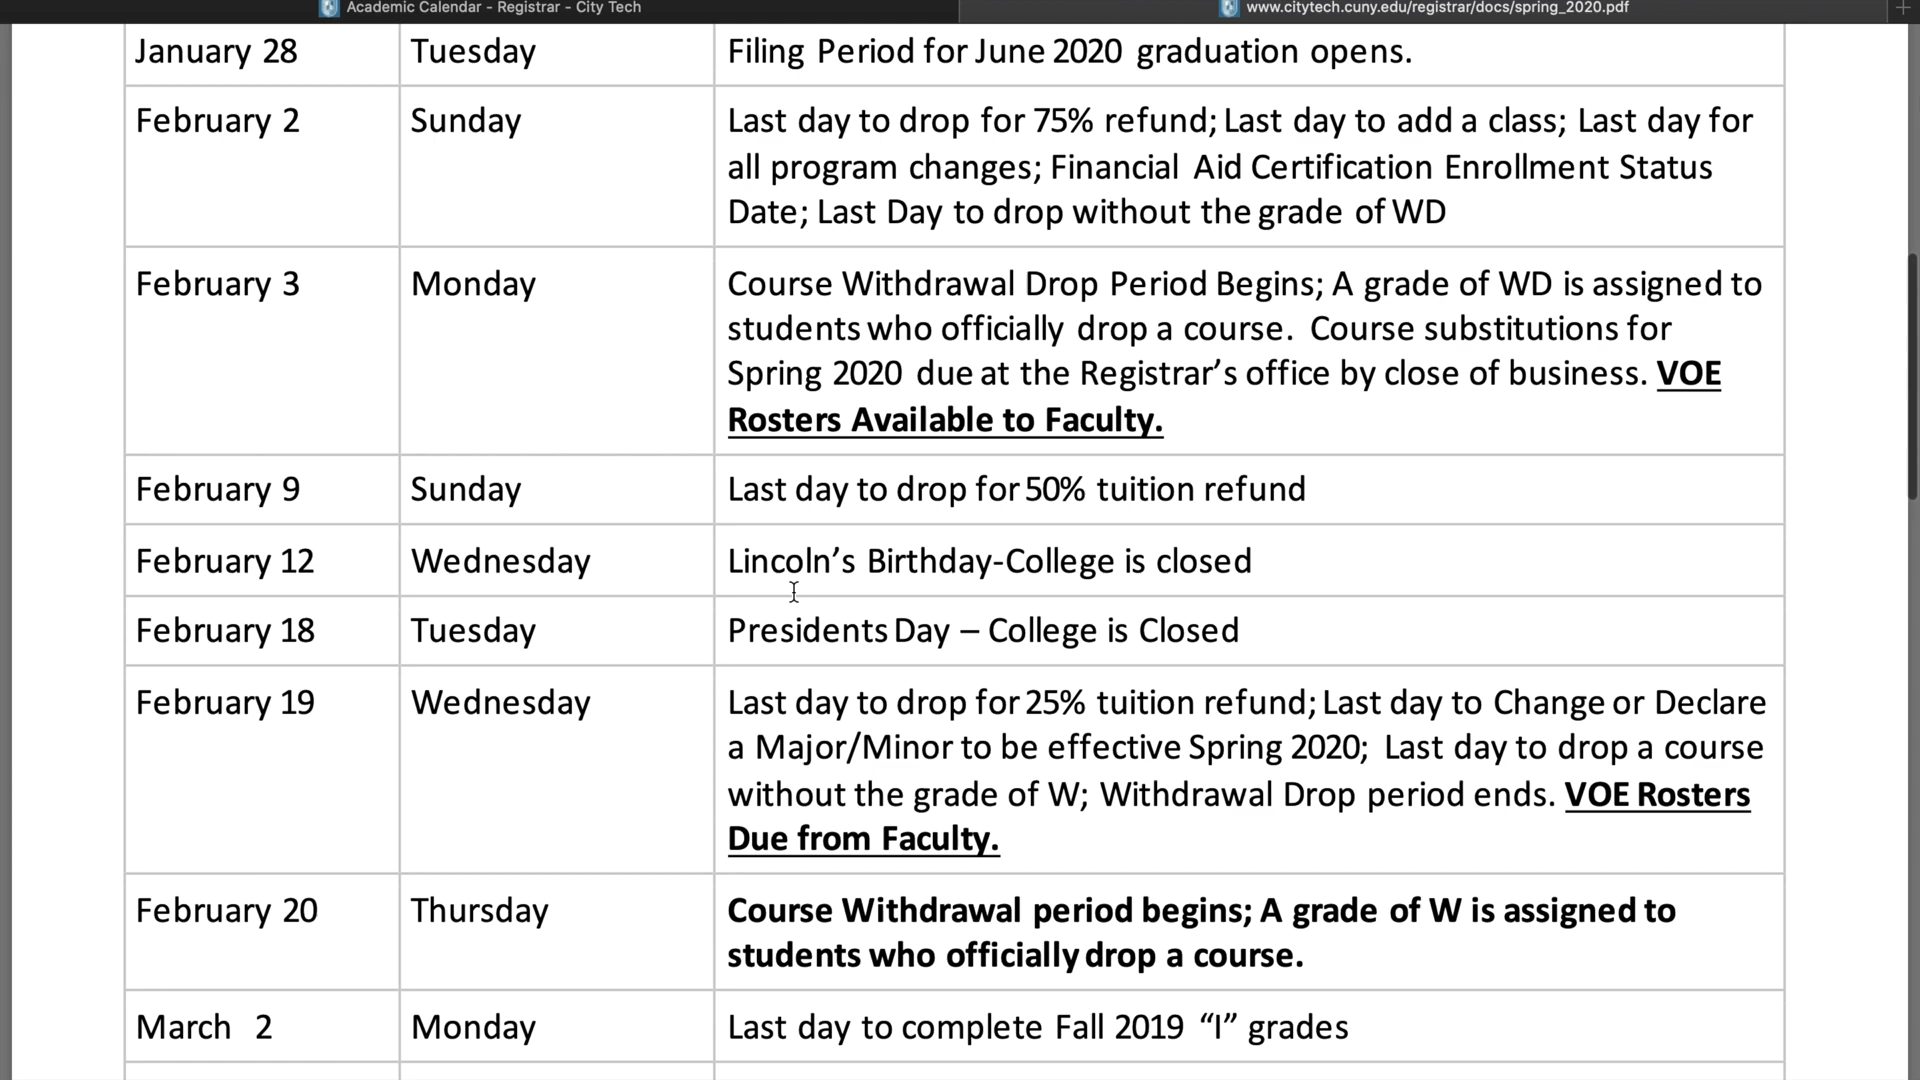 Academic Calendar - Registrar - City Tech
www.citytech.cuny.edu/registrar/docs/spring_2020.pdf
January 28 Tuesday Filing Period for June 2020 graduation opens.
February 2 Sunday Last day to drop for 75% refund; Last day to add a class; Last day for
all program changes; Financial Aid Certification Enrollment Status
Date; Last Day to drop without the grade of WD
February 3 Monday Course Withdrawal Drop Period Begins; A grade of WD is assigned to
students who officially drop a course. Course substitutions for
Spring 2020 due at the Registrar’s office by close of business. VOE
Rosters Available to Faculty.
February 9 Sunday Last day to drop for 50% tuition refund
February 12 Wednesday Lincoln’s Birthday-College is closed
February 18 Tuesday Presidents Day – College is Closed
February 19 Wednesday Last day to drop for 25% tuition refund; Last day to Change or Declare
a Major/Minor to be effective Spring 2020; Last day to drop a course
without the grade of W; Withdrawal Drop period ends. VOE Rosters
Due from Faculty.
February 20 Thursday Course Withdrawal period begins; A grade of W is assigned to
students who officially drop a course.
March 2 Monday Last day to complete Fall 2019 “I” grades